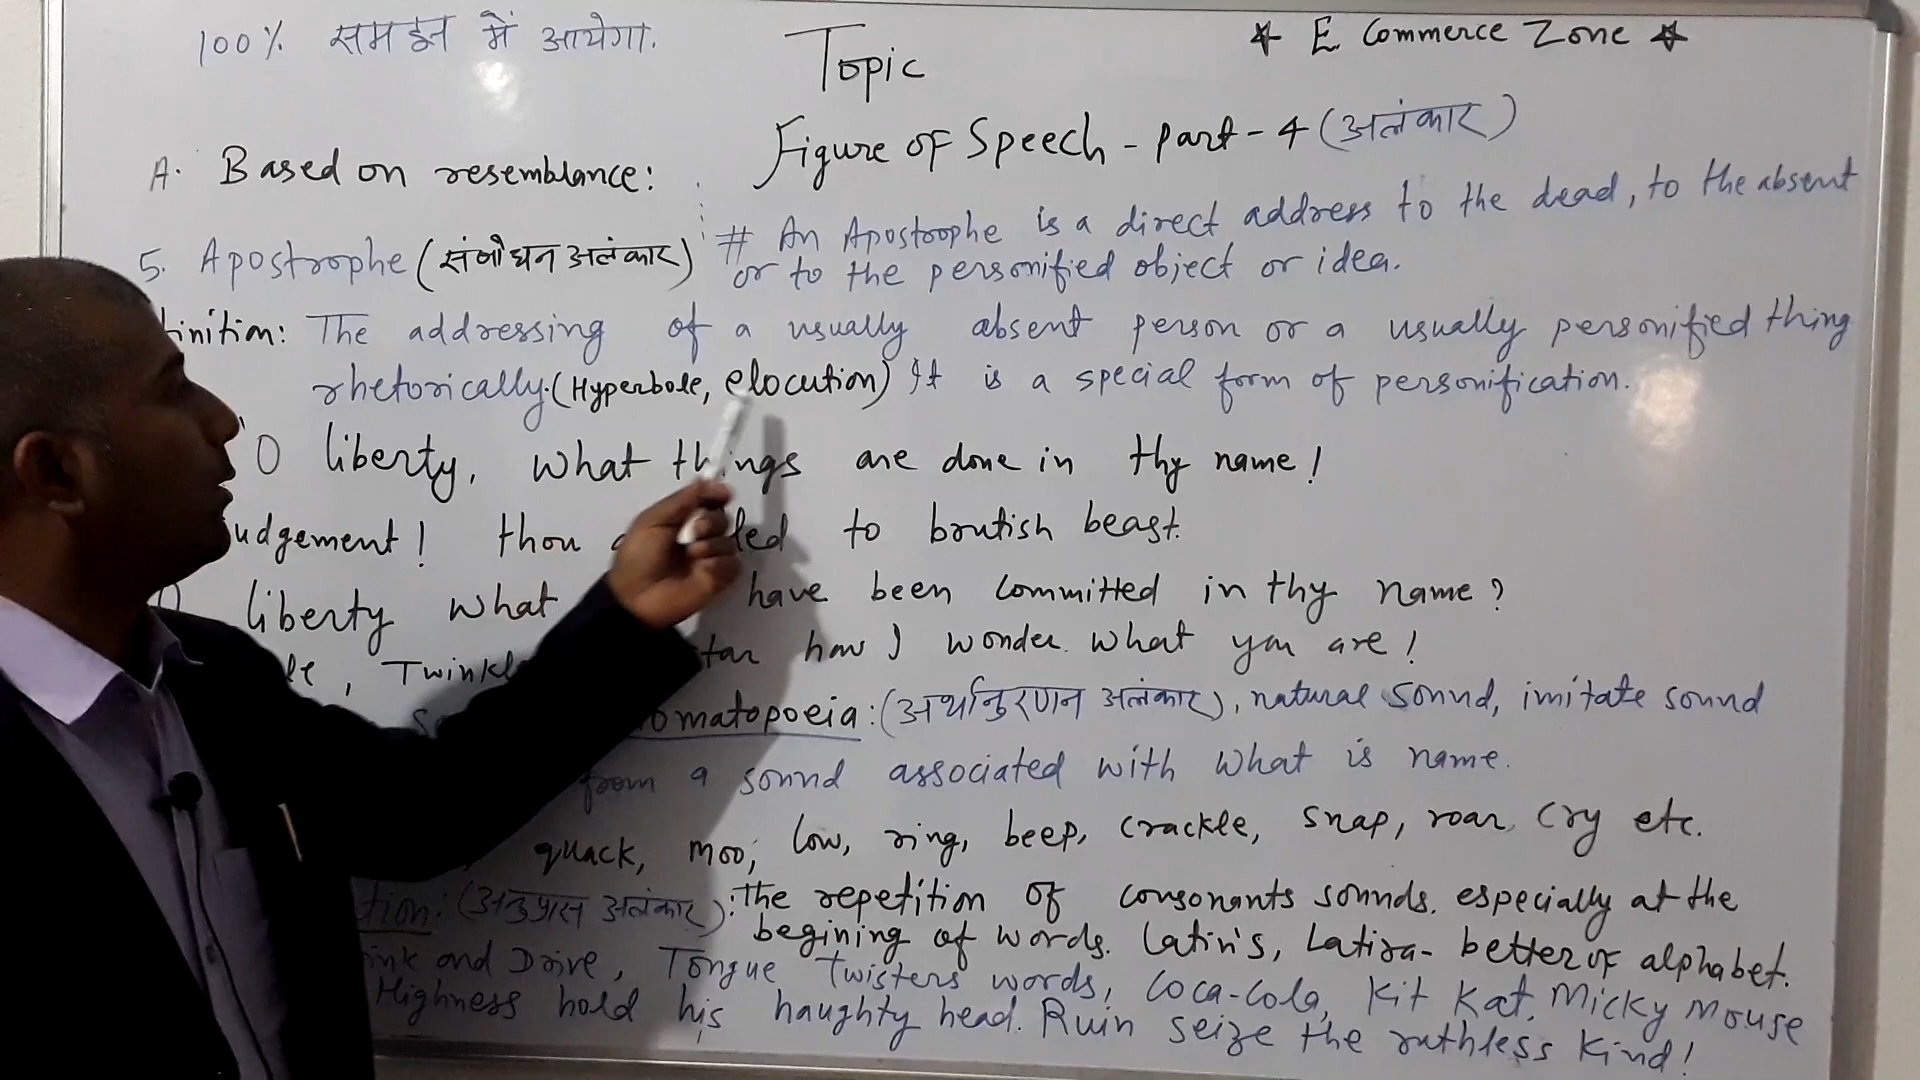 100% समझ में आयेगा.
Topic
★ E Commerce Zone ★
Figure of Speech - part - 4 (अलंकार)
A. Based on resemblance:
5. Apostrophe (संबोधन अलंकार)
# An Apostrophe is a direct address to the dead, to the absent
or to the personified object or idea.
inition: The addressing of a usually absent person or a usually personified thing
rhetorically. (Hyperbole, elocution) It is a special form of personification.
O liberty, what things are done in thy name!
udgement! thou led to brutish beast.
liberty what have been committed in thy name?
, Twinkl tar how I wonder what you are!
omatopoeia: (अर्थानुरणन अलंकार), natural sound, imitate sound
from a sound associated with what is name.
quack, moo, low, ring, beep, crackle, snap, roar, cry etc.
tion: (अनुप्रास अलंकार): The repetition of consonants sounds. especially at the
begining of words. Latin's, Latira- better of alphabet.
ink and Drive, Tongue Twisters words, Coca-Cola, Kit Kat, Micky Mouse
Highness hold his haughty head. Ruin seize the ruthless Kind!